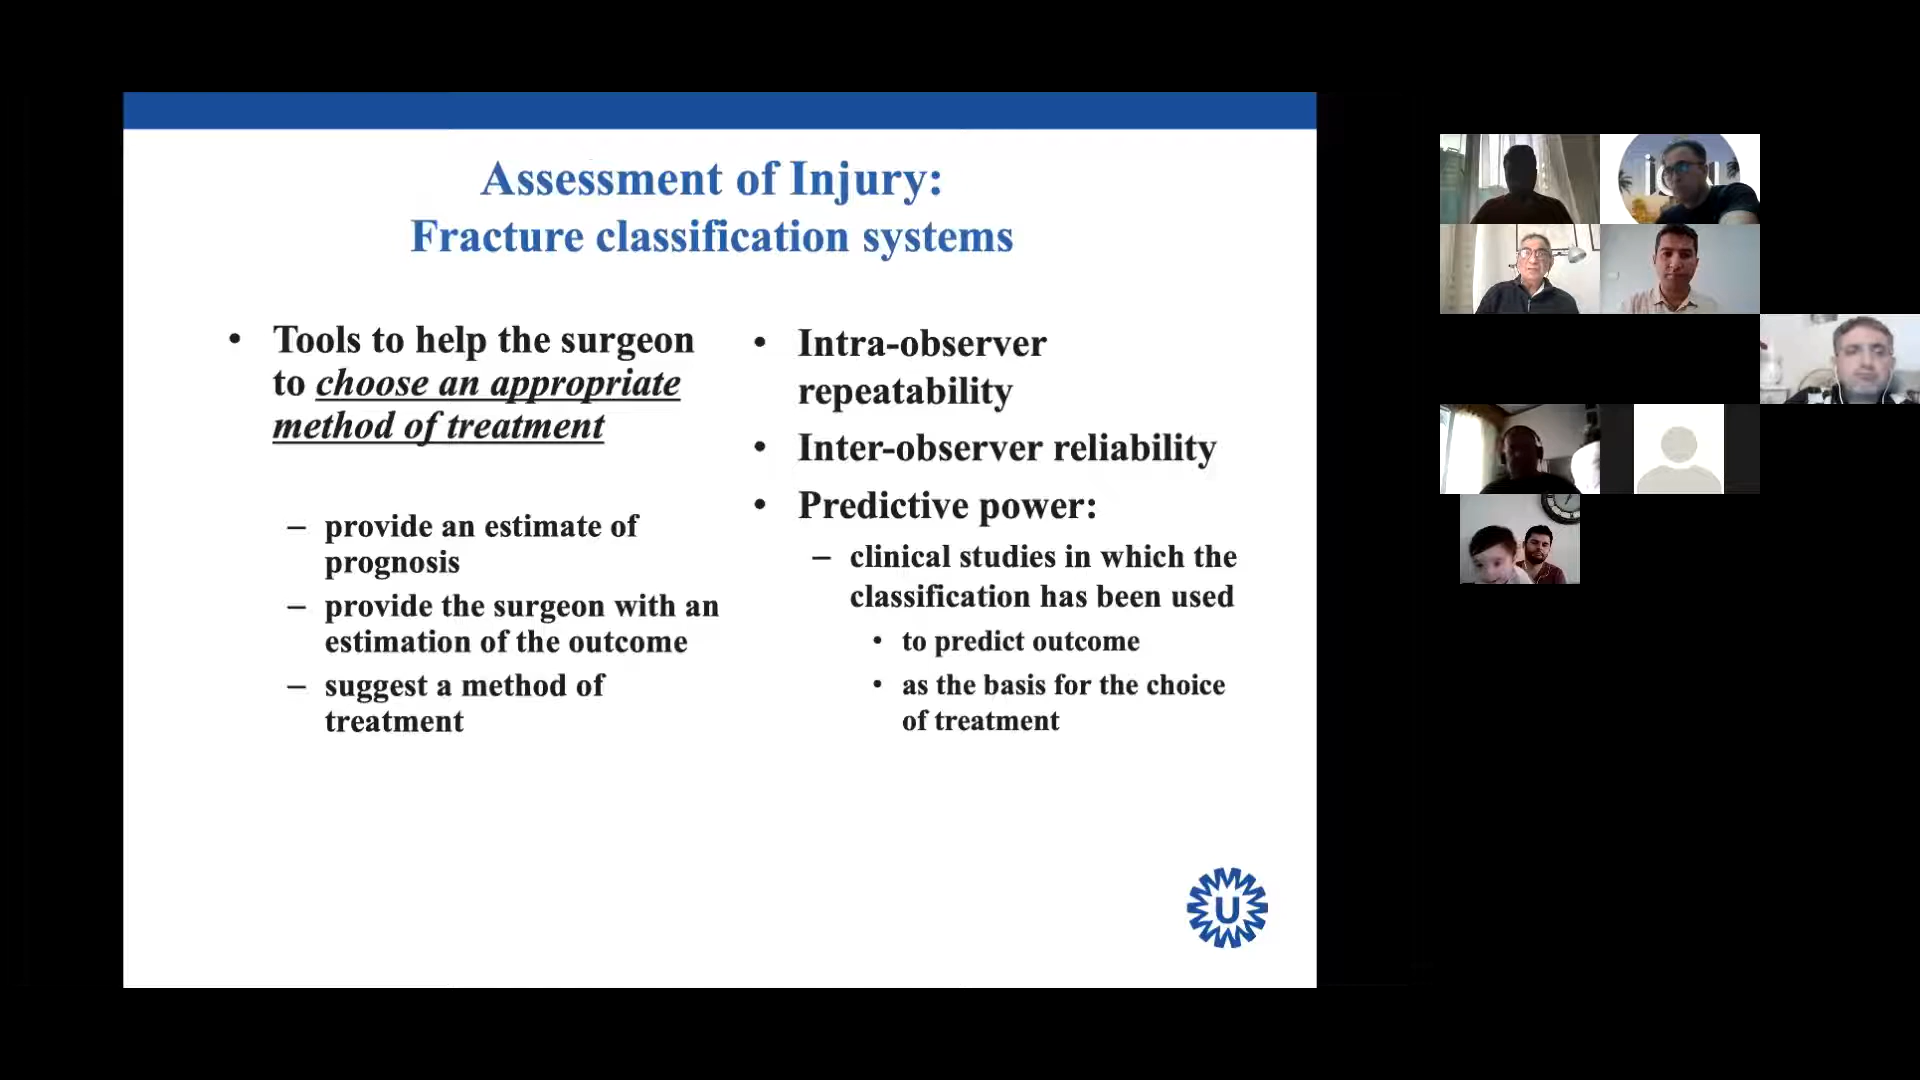 Assessment of Injury:
Fracture classification systems
• Tools to help the surgeon
to choose an appropriate
method of treatment
– provide an estimate of
prognosis
– provide the surgeon with an
estimation of the outcome
– suggest a method of
treatment
• Intra-observer
repeatability
• Inter-observer reliability
• Predictive power:
– clinical studies in which the
classification has been used
• to predict outcome
• as the basis for the choice
of treatment
U